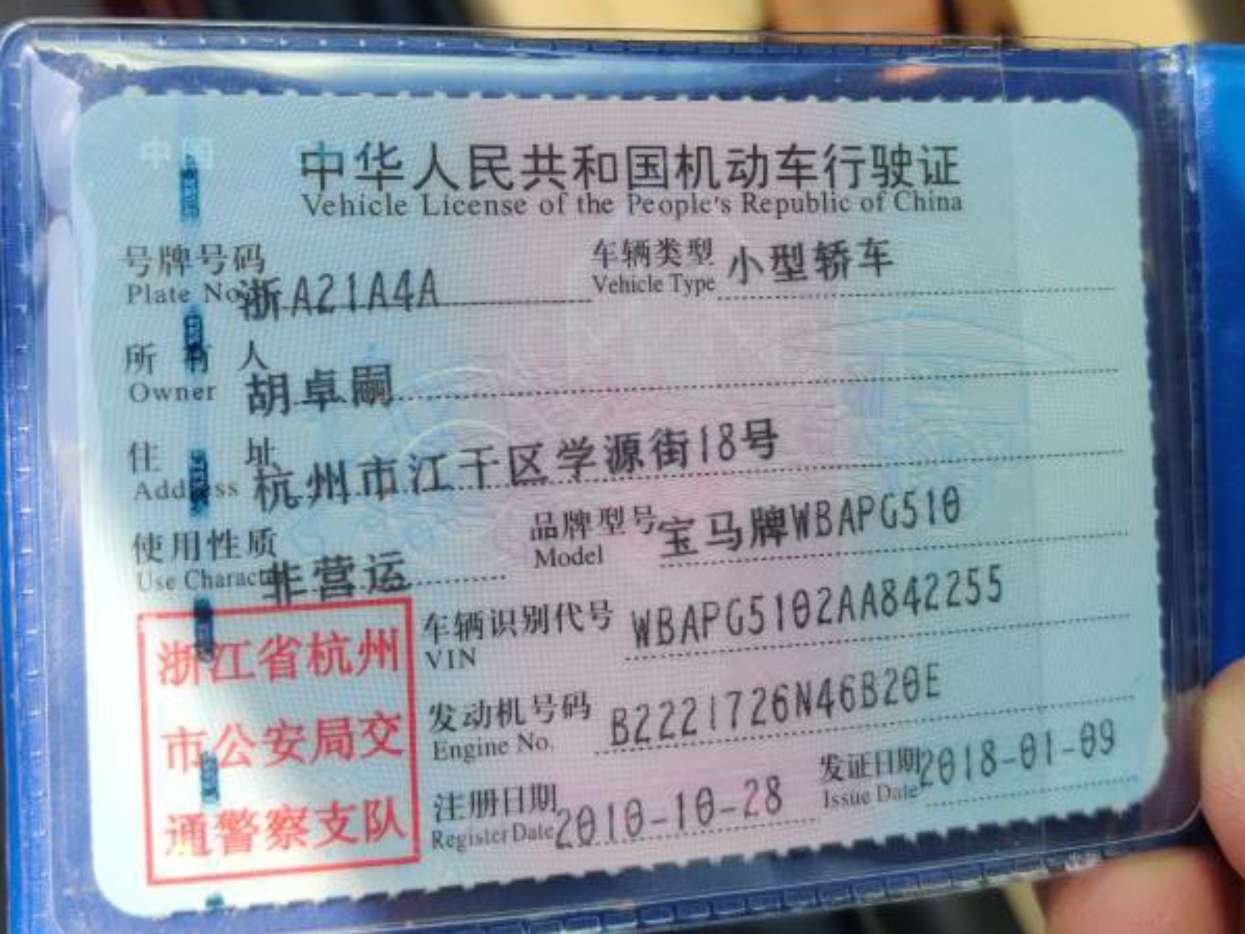 中华人民共和国机动车行驶证
Vehicle License of the People's Republic of China
号牌号码 浙A21A4A 车辆类型 小型轿车
Plate No. Vehicle Type
所有人 胡卓嗣
Owner
住址 杭州市江干区学源街18号
Address
使用性质 非营运 品牌型号 宝马牌WBAPG510
Use Charact Model
车辆识别代号 WBAPG5102AA842255
VIN
发动机号码 B2221726N46B20E
Engine No.
注册日期 2010-10-28 发证日期 2018-01-09
Register Date Issue Date
浙江省杭州
市公安局交
通警察支队